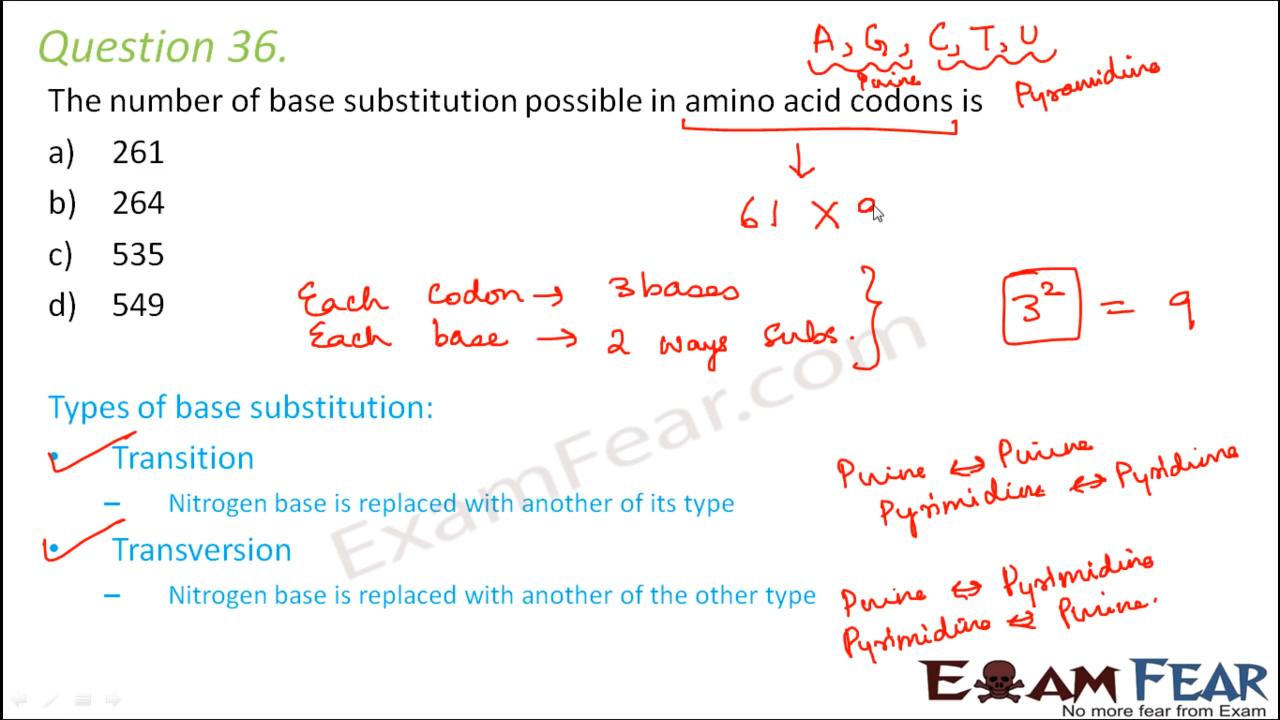 Question 36.
A, G, C, T, U
Purine
Pyramidine
The number of base substitution possible in amino acid codons is
a) 261
b) 264
c) 535
d) 549
61 X 9
Each codon → 3 bases
Each base → 2 ways subs.
3² = 9
Types of base substitution:
• Transition
– Nitrogen base is replaced with another of its type
Purine ↔ Purine
Pyrimidine ↔ Pyridine
• Transversion
– Nitrogen base is replaced with another of the other type
Purine ↔ Pyrimidine
Pyrimidine ↔ Purine.
ExamFear.com
EXAM FEAR
No more fear from Exam